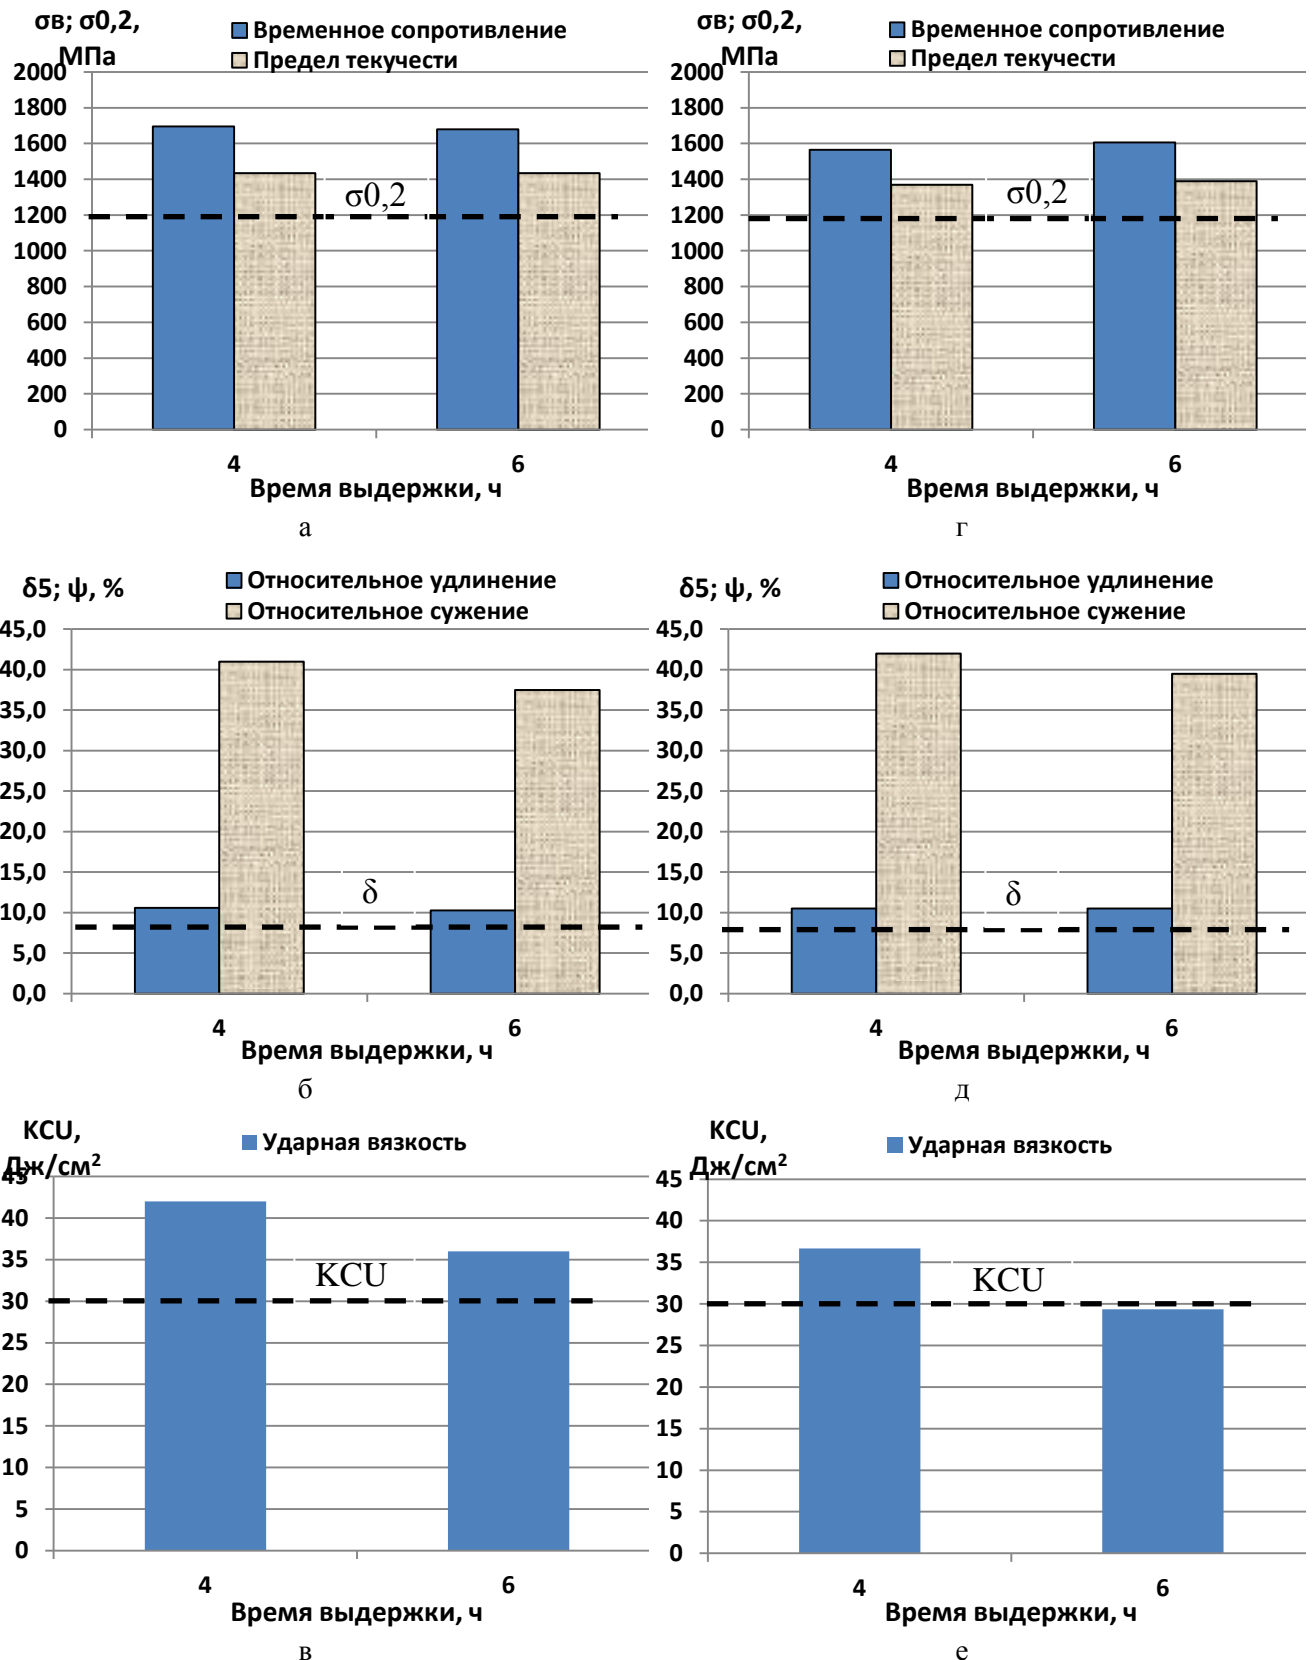 σв; σ0,2,
МПа
Временное сопротивление
Предел текучести
2000
1800
1600
1400
1200
1000
800
600
400
200
0
σ0,2
4
6
Время выдержки, ч
а
σв; σ0,2,
МПа
Временное сопротивление
Предел текучести
2000
1800
1600
1400
1200
1000
800
600
400
200
0
σ0,2
4
6
Время выдержки, ч
г
δ5; ψ, %
Относительное удлинение
Относительное сужение
45,0
40,0
35,0
30,0
25,0
20,0
15,0
10,0
5,0
0,0
δ
4
6
Время выдержки, ч
б
δ5; ψ, %
Относительное удлинение
Относительное сужение
45,0
40,0
35,0
30,0
25,0
20,0
15,0
10,0
5,0
0,0
δ
4
6
Время выдержки, ч
д
KCU,
Дж/см²
Ударная вязкость
45
40
35
30
25
20
15
10
5
0
KCU
4
6
Время выдержки, ч
в
KCU,
Дж/см²
Ударная вязкость
45
40
35
30
25
20
15
10
5
0
KCU
4
6
Время выдержки, ч
е